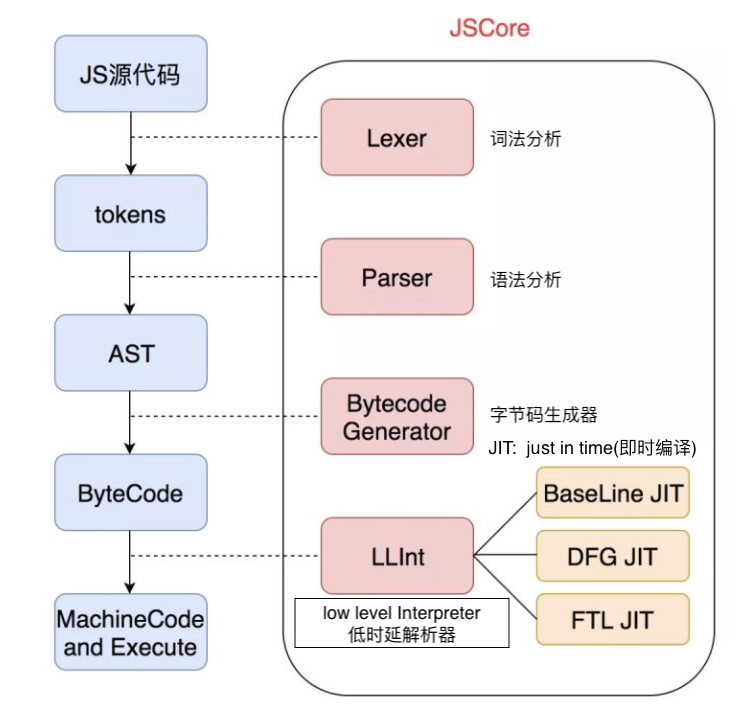 JSCore
JS源代码
Lexer
词法分析
tokens
Parser
语法分析
AST
Bytecode
Generator
字节码生成器
JIT: just in time(即时编译)
ByteCode
BaseLine JIT
LLInt
DFG JIT
low level Interpreter
低时延解析器
FTL JIT
MachineCode
and Execute